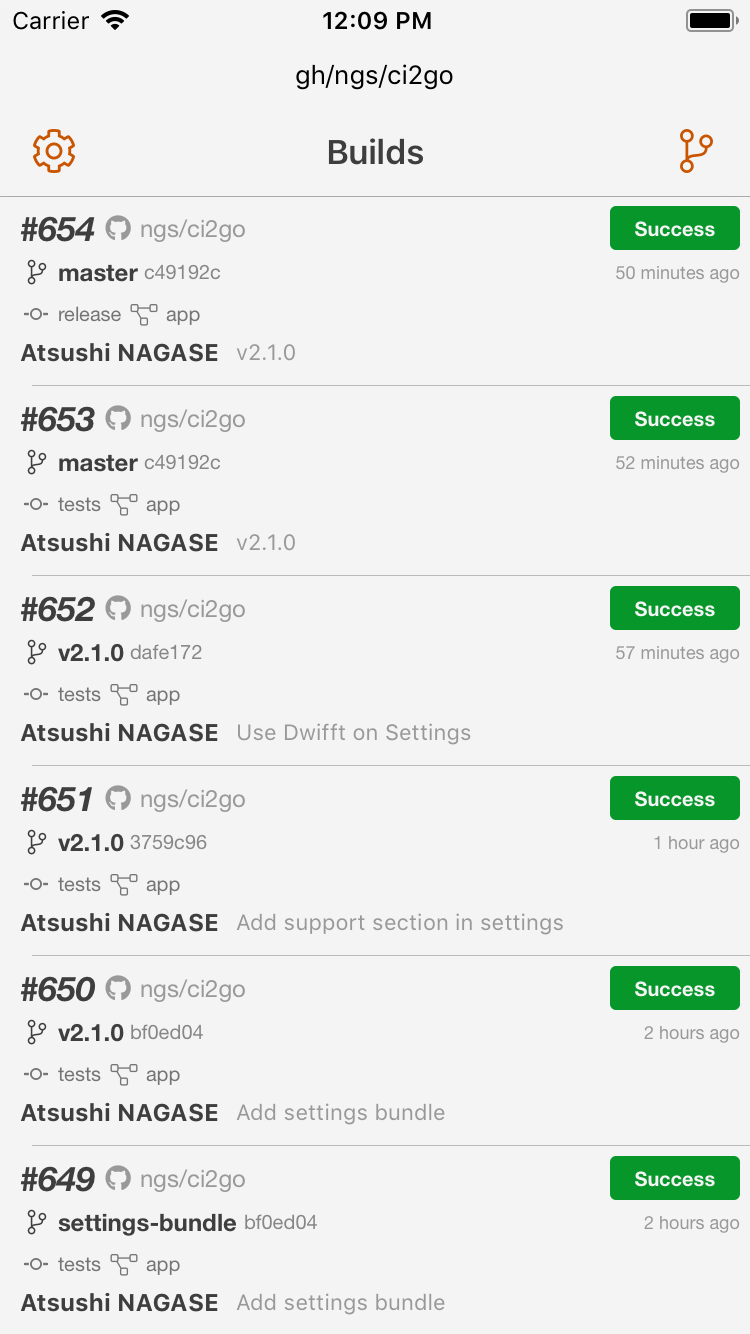 Carrier 12:09 PM
gh/ngs/ci2go
Builds
#654 ngs/ci2go Success
master c49192c 50 minutes ago
release app
Atsushi NAGASE v2.1.0
#653 ngs/ci2go Success
master c49192c 52 minutes ago
tests app
Atsushi NAGASE v2.1.0
#652 ngs/ci2go Success
v2.1.0 dafe172 57 minutes ago
tests app
Atsushi NAGASE Use Dwifft on Settings
#651 ngs/ci2go Success
v2.1.0 3759c96 1 hour ago
tests app
Atsushi NAGASE Add support section in settings
#650 ngs/ci2go Success
v2.1.0 bf0ed04 2 hours ago
tests app
Atsushi NAGASE Add settings bundle
#649 ngs/ci2go Success
settings-bundle bf0ed04 2 hours ago
tests app
Atsushi NAGASE Add settings bundle